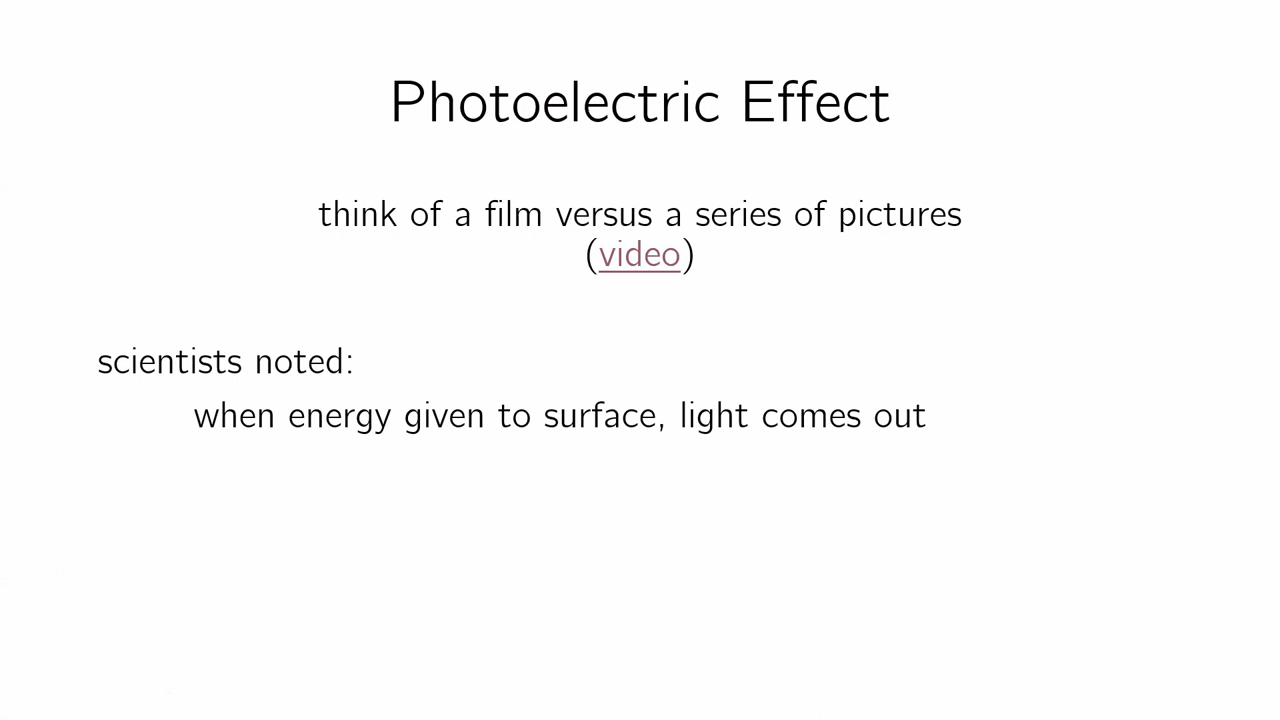 Photoelectric Effect
think of a film versus a series of pictures
(video)
scientists noted:
when energy given to surface, light comes out